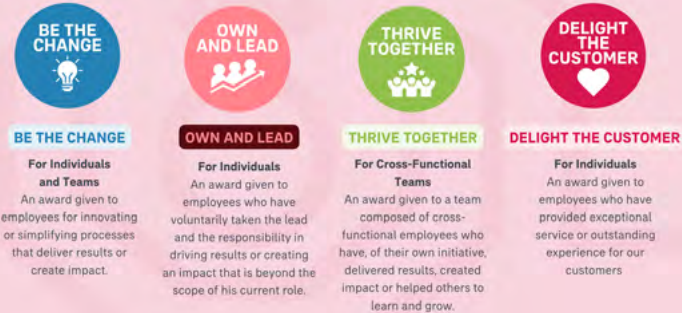 BE THE
CHANGE
OWN
AND LEAD
THRIVE
TOGETHER
DELIGHT
THE
CUSTOMER
BE THE CHANGE
For Individuals
and Teams
An award given to
employees for innovating
or simplifying processes
that deliver results or
create impact.
OWN AND LEAD
For Individuals
An award given to
employees who have
voluntarily taken the lead
and the responsibility in
driving results or creating
an impact that is beyond the
scope of his current role.
THRIVE TOGETHER
For Cross-Functional
Teams
An award given to a team
composed of cross-
functional employees who
have, of their own initiative,
delivered results, created
impact or helped others to
learn and grow.
DELIGHT THE CUSTOMER
For Individuals
An award given to
employees who have
provided exceptional
service or outstanding
experience for our
customers